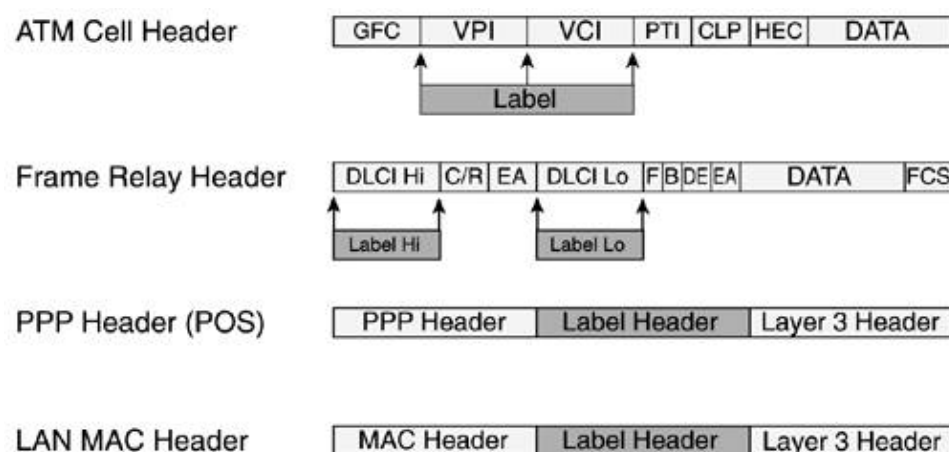 ATM Cell Header GFC VPI VCI PTI CLP HEC DATA
Label
Frame Relay Header DLCI Hi C/R EA DLCI Lo F B DE EA DATA FCS
Label Hi Label Lo
PPP Header (POS) PPP Header Label Header Layer 3 Header
LAN MAC Header MAC Header Label Header Layer 3 Header